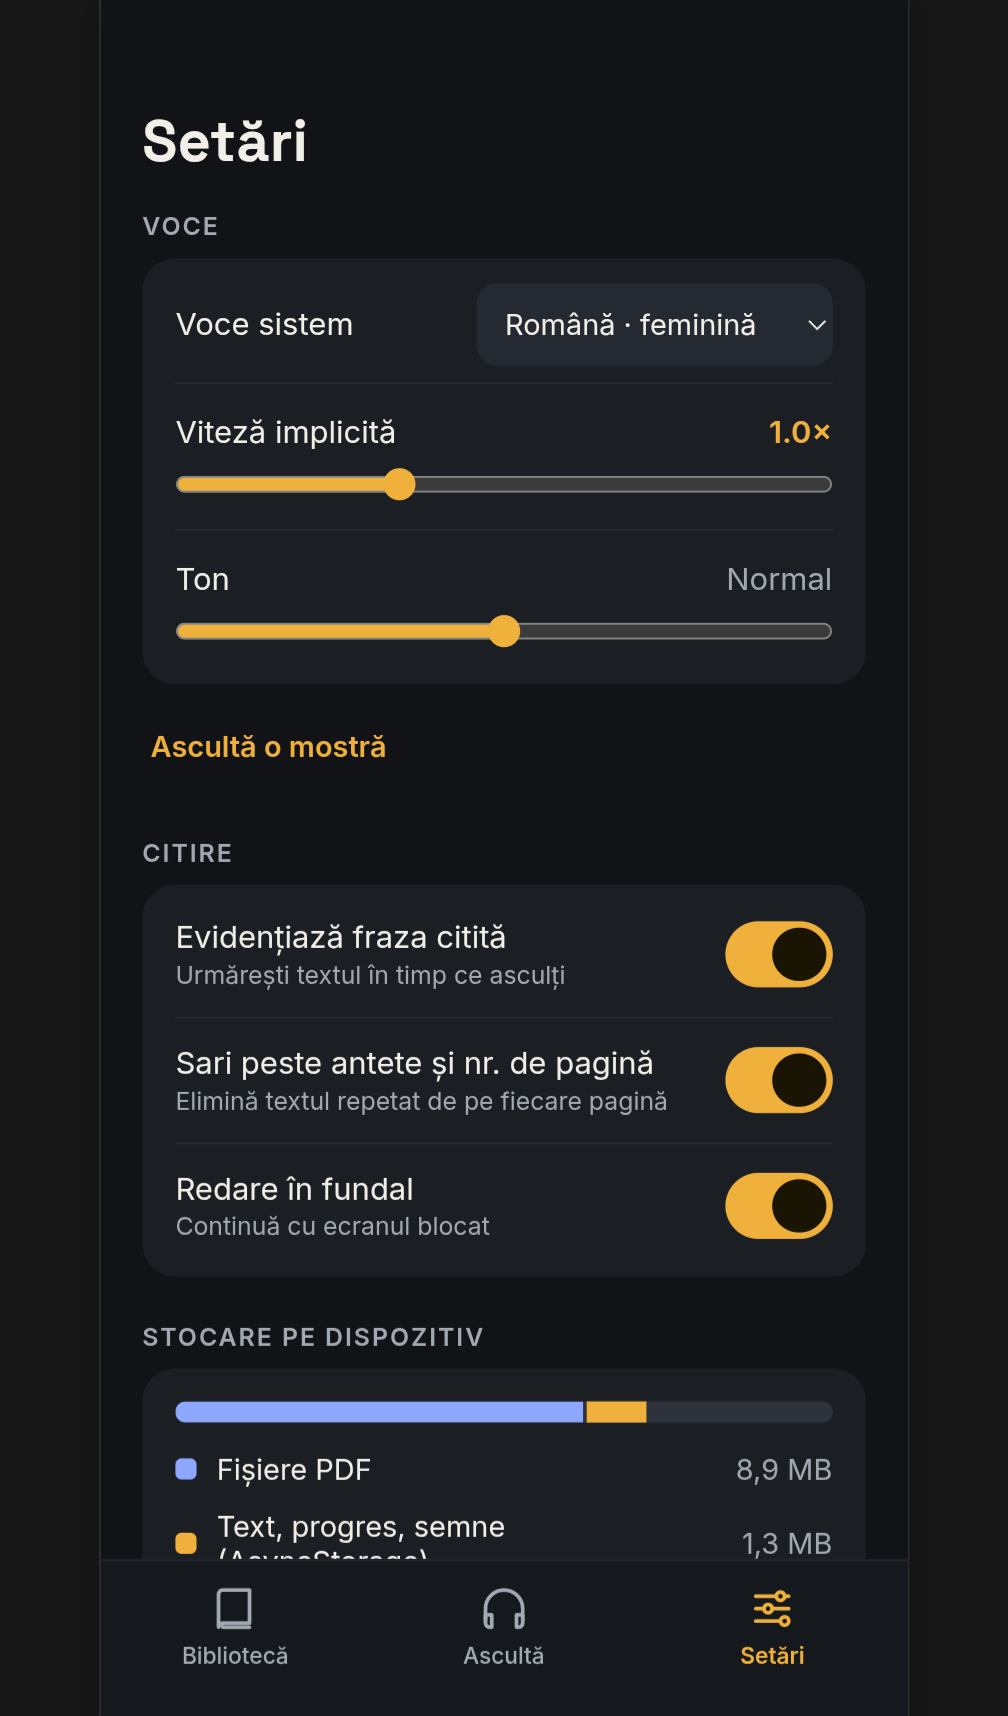 Setări
VOCE
Voce sistem
Română · feminină
Viteză implicită
1.0×
Ton
Normal
Ascultă o mostră
CITIRE
Evidențiază fraza citită
Urmărești textul în timp ce asculți
Sari peste antete și nr. de pagină
Elimină textul repetat de pe fiecare pagină
Redare în fundal
Continuă cu ecranul blocat
STOCARE PE DISPOZITIV
Fișiere PDF
8,9 MB
Text, progres, semne
(AsyncStorage)
1,3 MB
Bibliotecă
Ascultă
Setări